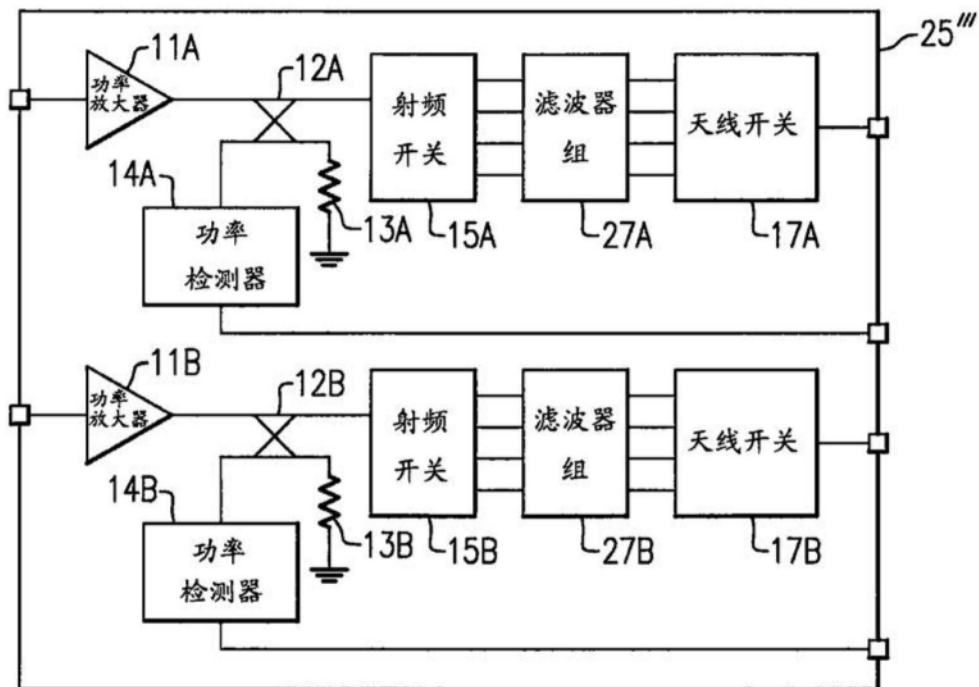 25'''
11A
功率
放大器
12A
射频
开关
15A
滤波器
组
27A
天线开关
17A
13A
14A
功率
检测器
11B
功率
放大器
12B
射频
开关
15B
滤波器
组
27B
天线开关
17B
13B
14B
功率
检测器